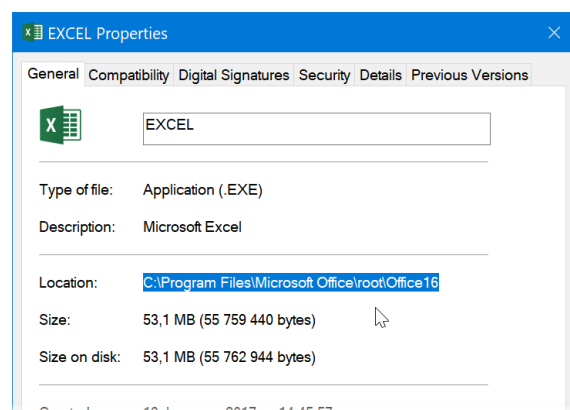 EXCEL Properties
General Compatibility Digital Signatures Security Details Previous Versions
EXCEL
Type of file: Application (.EXE)
Description: Microsoft Excel
Location: C:\Program Files\Microsoft Office\root\Office16
Size: 53,1 MB (55 759 440 bytes)
Size on disk: 53,1 MB (55 762 944 bytes)
2017